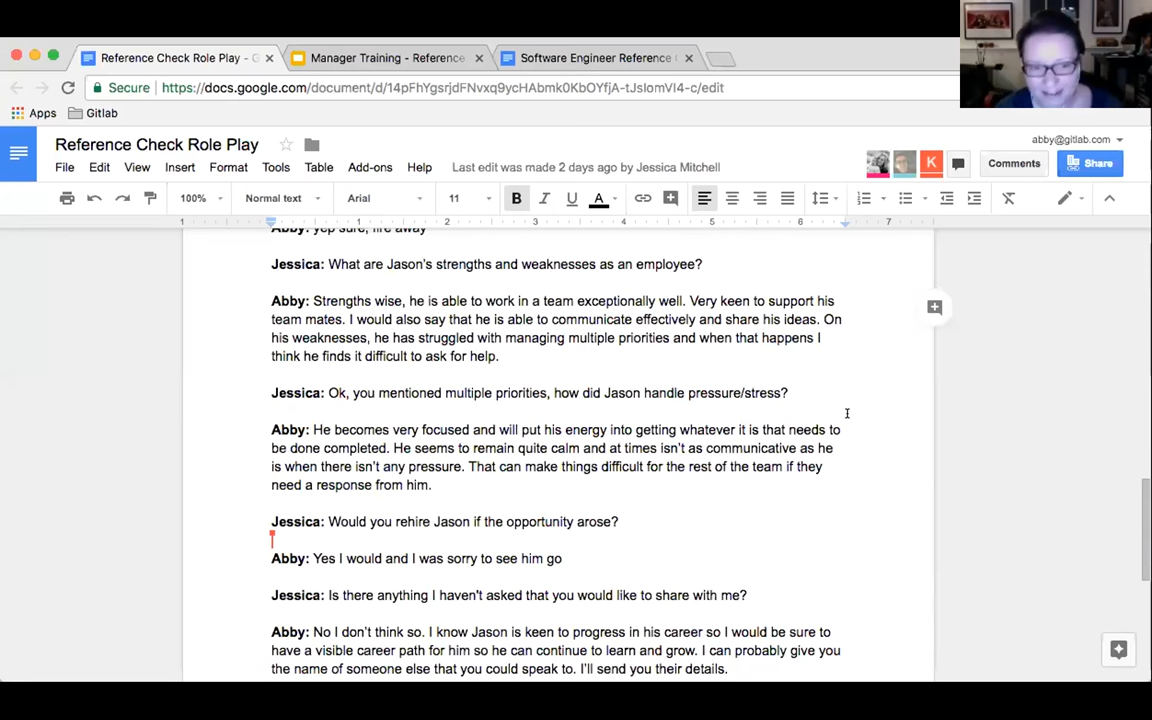 Reference Check Role Play - G
Manager Training - Reference
Software Engineer Reference
Secure
https://docs.google.com/document/d/14pFhYgsrjdFNvxq9ycHAbmk0KbOYfjA-tJsIomVI4-c/edit
Apps
Gitlab
abby@gitlab.com
Reference Check Role Play
File Edit View Insert Format Tools Table Add-ons Help
Last edit was made 2 days ago by Jessica Mitchell
K
Comments
Share
100% Normal text Arial 11 B I U A
1 1 2 3 4 5 6 7
Abby: yep sure, fire away
Jessica: What are Jason's strengths and weaknesses as an employee?
Abby: Strengths wise, he is able to work in a team exceptionally well. Very keen to support his
team mates. I would also say that he is able to communicate effectively and share his ideas. On
his weaknesses, he has struggled with managing multiple priorities and when that happens I
think he finds it difficult to ask for help.
Jessica: Ok, you mentioned multiple priorities, how did Jason handle pressure/stress?
Abby: He becomes very focused and will put his energy into getting whatever it is that needs to
be done completed. He seems to remain quite calm and at times isn't as communicative as he
is when there isn't any pressure. That can make things difficult for the rest of the team if they
need a response from him.
Jessica: Would you rehire Jason if the opportunity arose?
Abby: Yes I would and I was sorry to see him go
Jessica: Is there anything I haven't asked that you would like to share with me?
Abby: No I don't think so. I know Jason is keen to progress in his career so I would be sure to
have a visible career path for him so he can continue to learn and grow. I can probably give you
the name of someone else that you could speak to. I'll send you their details.